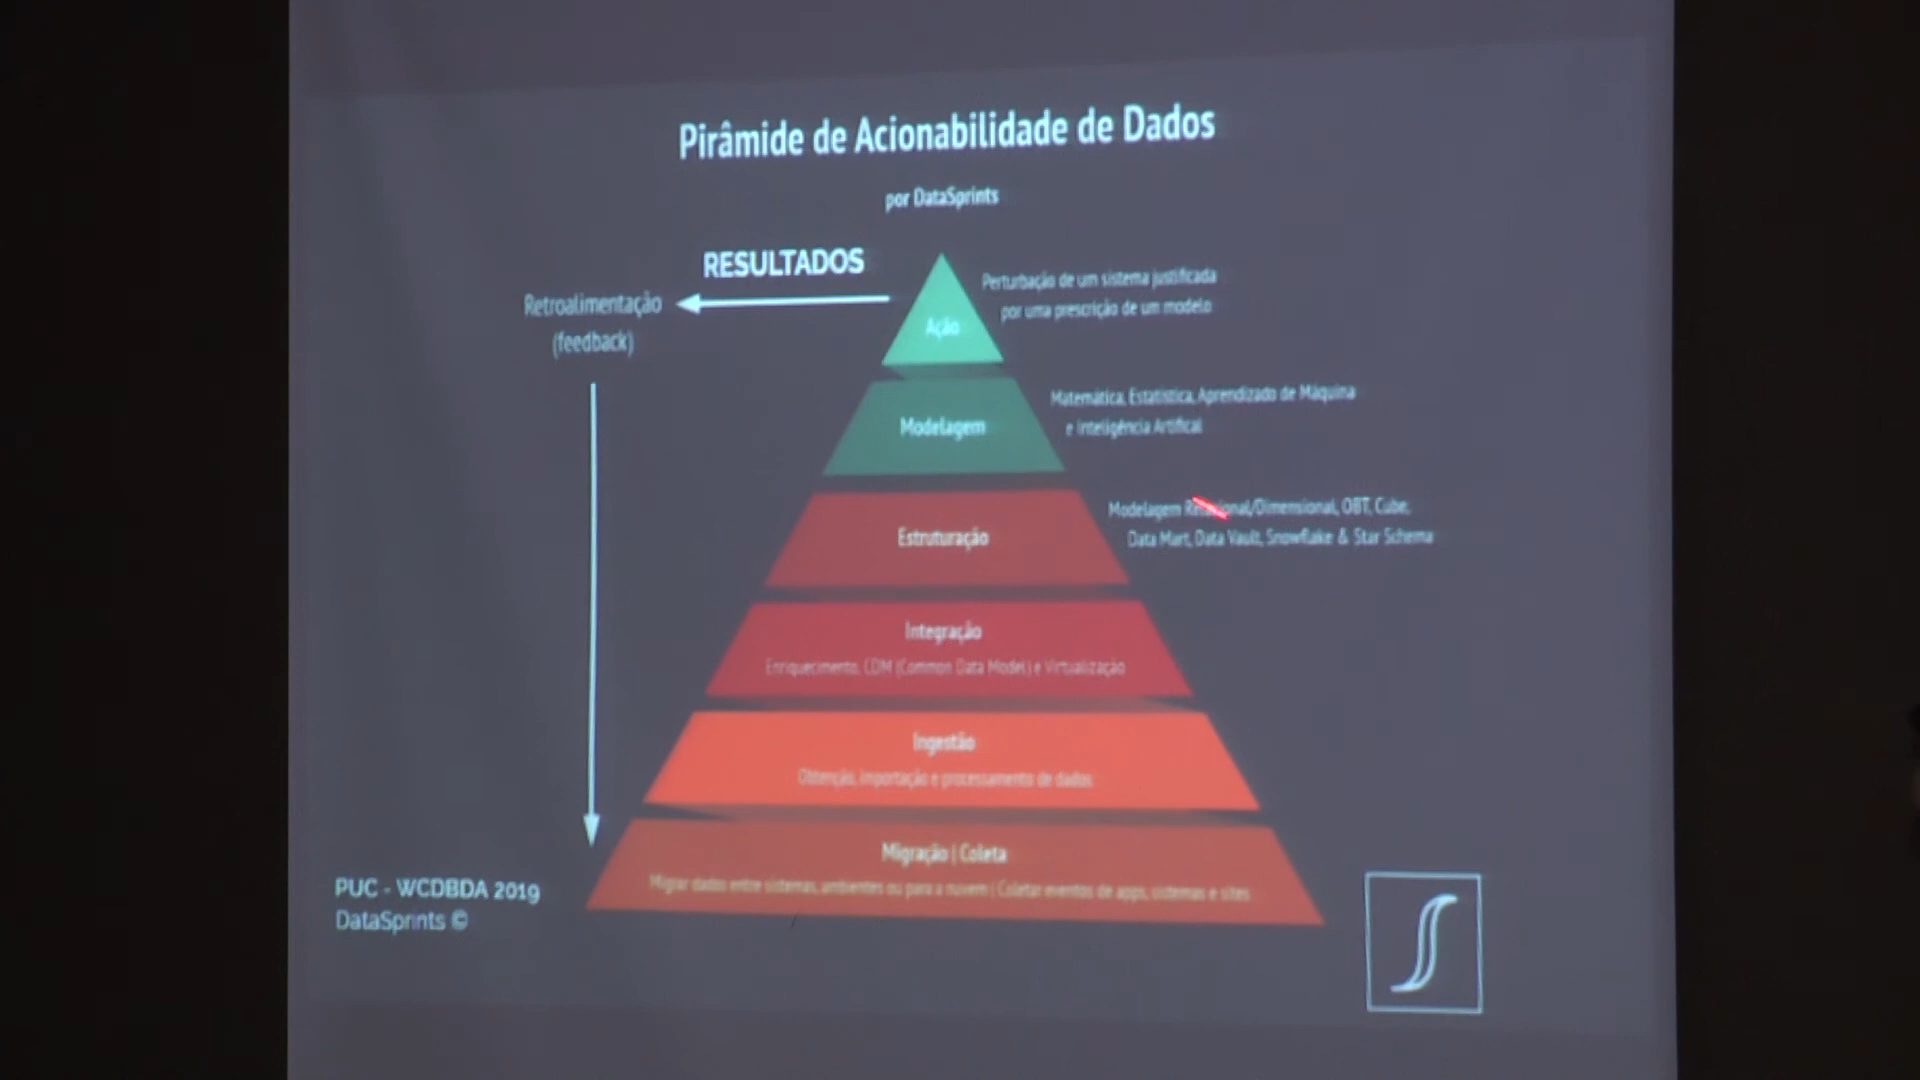 Pirâmide de Acionabilidade de Dados
por DataSprints
RESULTADOS
Retroalimentação
(feedback)
Perturbação de um sistema justificada
por uma prescrição de um modelo
Ação
Matemática, Estatística, Aprendizado de Máquina
e Inteligência Artifical
Modelagem
Modelagem Relacional/Dimensional, OBT, Cube,
Data Mart, Data Vault, Snowflake & Star Schema
Estruturação
Integração
Enriquecimento, CDM (Common Data Model) e Virtualização
Ingestão
Obtenção, importação e processamento de dados
Migração | Coleta
Migrar dados entre sistemas, ambientes ou para a nuvem | Coletar eventos de apps, sistemas e sites
PUC - WCDBDA 2019
DataSprints ©